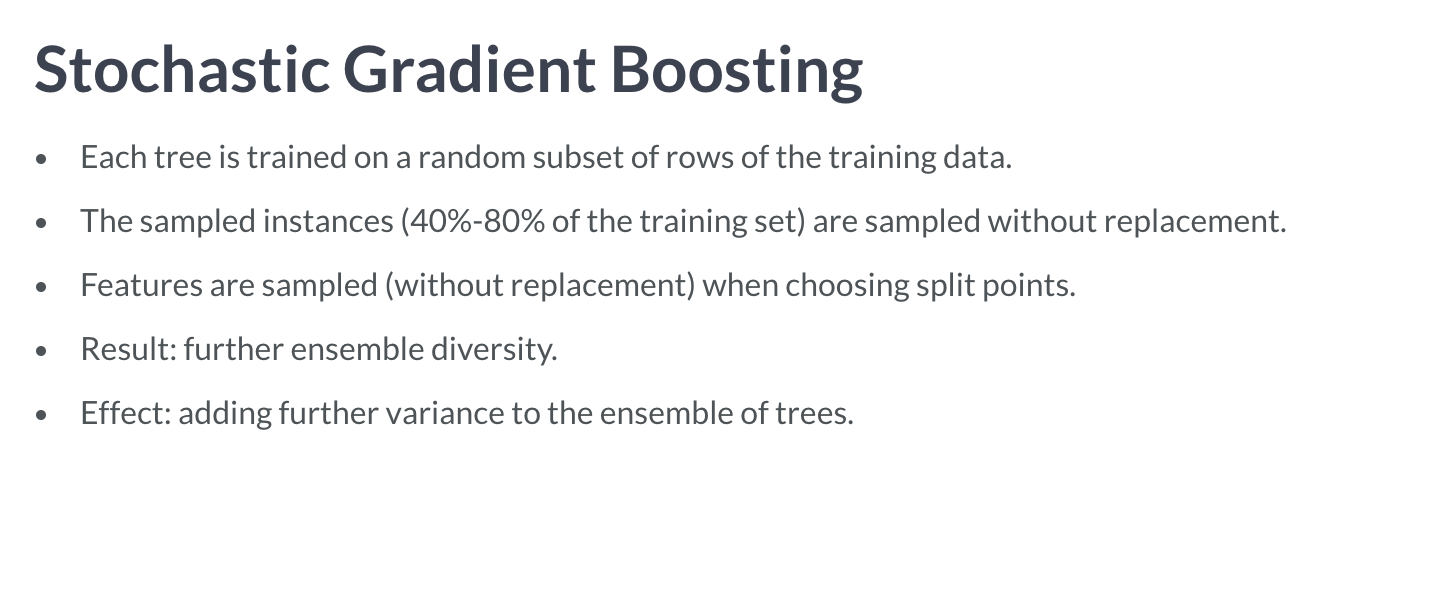 Stochastic Gradient Boosting
• Each tree is trained on a random subset of rows of the training data.
• The sampled instances (40%-80% of the training set) are sampled without replacement.
• Features are sampled (without replacement) when choosing split points.
• Result: further ensemble diversity.
• Effect: adding further variance to the ensemble of trees.